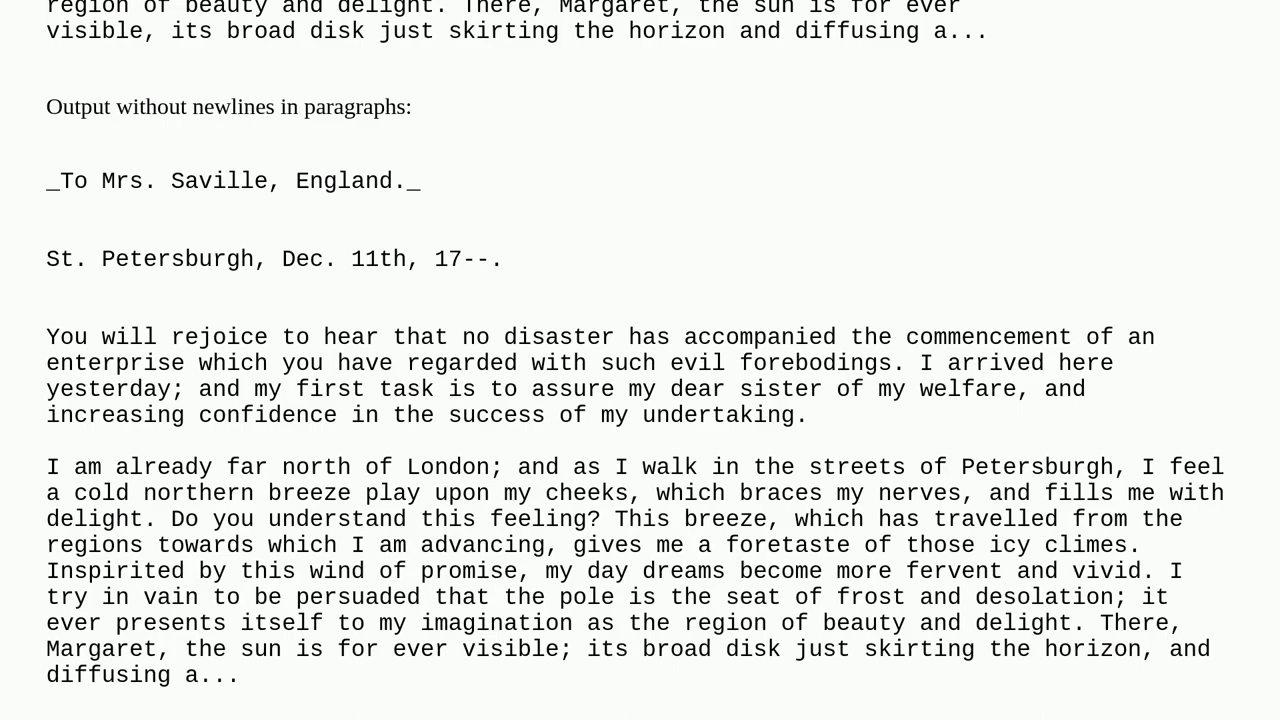 region of beauty and delight. There, Margaret, the sun is for ever
visible, its broad disk just skirting the horizon and diffusing a...
Output without newlines in paragraphs:
_To Mrs. Saville, England._
St. Petersburgh, Dec. 11th, 17--.
You will rejoice to hear that no disaster has accompanied the commencement of an
enterprise which you have regarded with such evil forebodings. I arrived here
yesterday; and my first task is to assure my dear sister of my welfare, and
increasing confidence in the success of my undertaking.
I am already far north of London; and as I walk in the streets of Petersburgh, I feel
a cold northern breeze play upon my cheeks, which braces my nerves, and fills me with
delight. Do you understand this feeling? This breeze, which has travelled from the
regions towards which I am advancing, gives me a foretaste of those icy climes.
Inspirited by this wind of promise, my day dreams become more fervent and vivid. I
try in vain to be persuaded that the pole is the seat of frost and desolation; it
ever presents itself to my imagination as the region of beauty and delight. There,
Margaret, the sun is for ever visible; its broad disk just skirting the horizon, and
diffusing a...